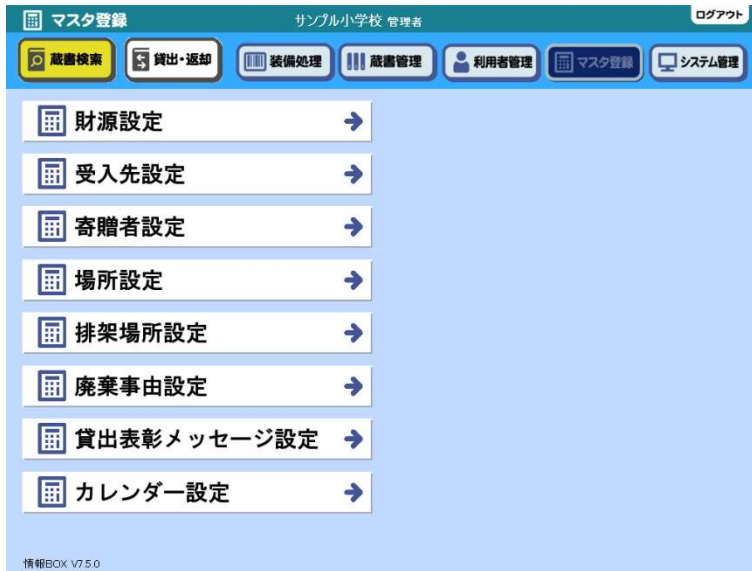 マスタ登録 サンプル小学校 管理者 ログアウト
蔵書検索 貸出・返却 装備処理 蔵書管理 利用者管理 マスタ登録 システム管理
財源設定
受入先設定
寄贈者設定
場所設定
排架場所設定
廃棄事由設定
貸出表彰メッセージ設定
カレンダー設定
情報BOX V7.5.0